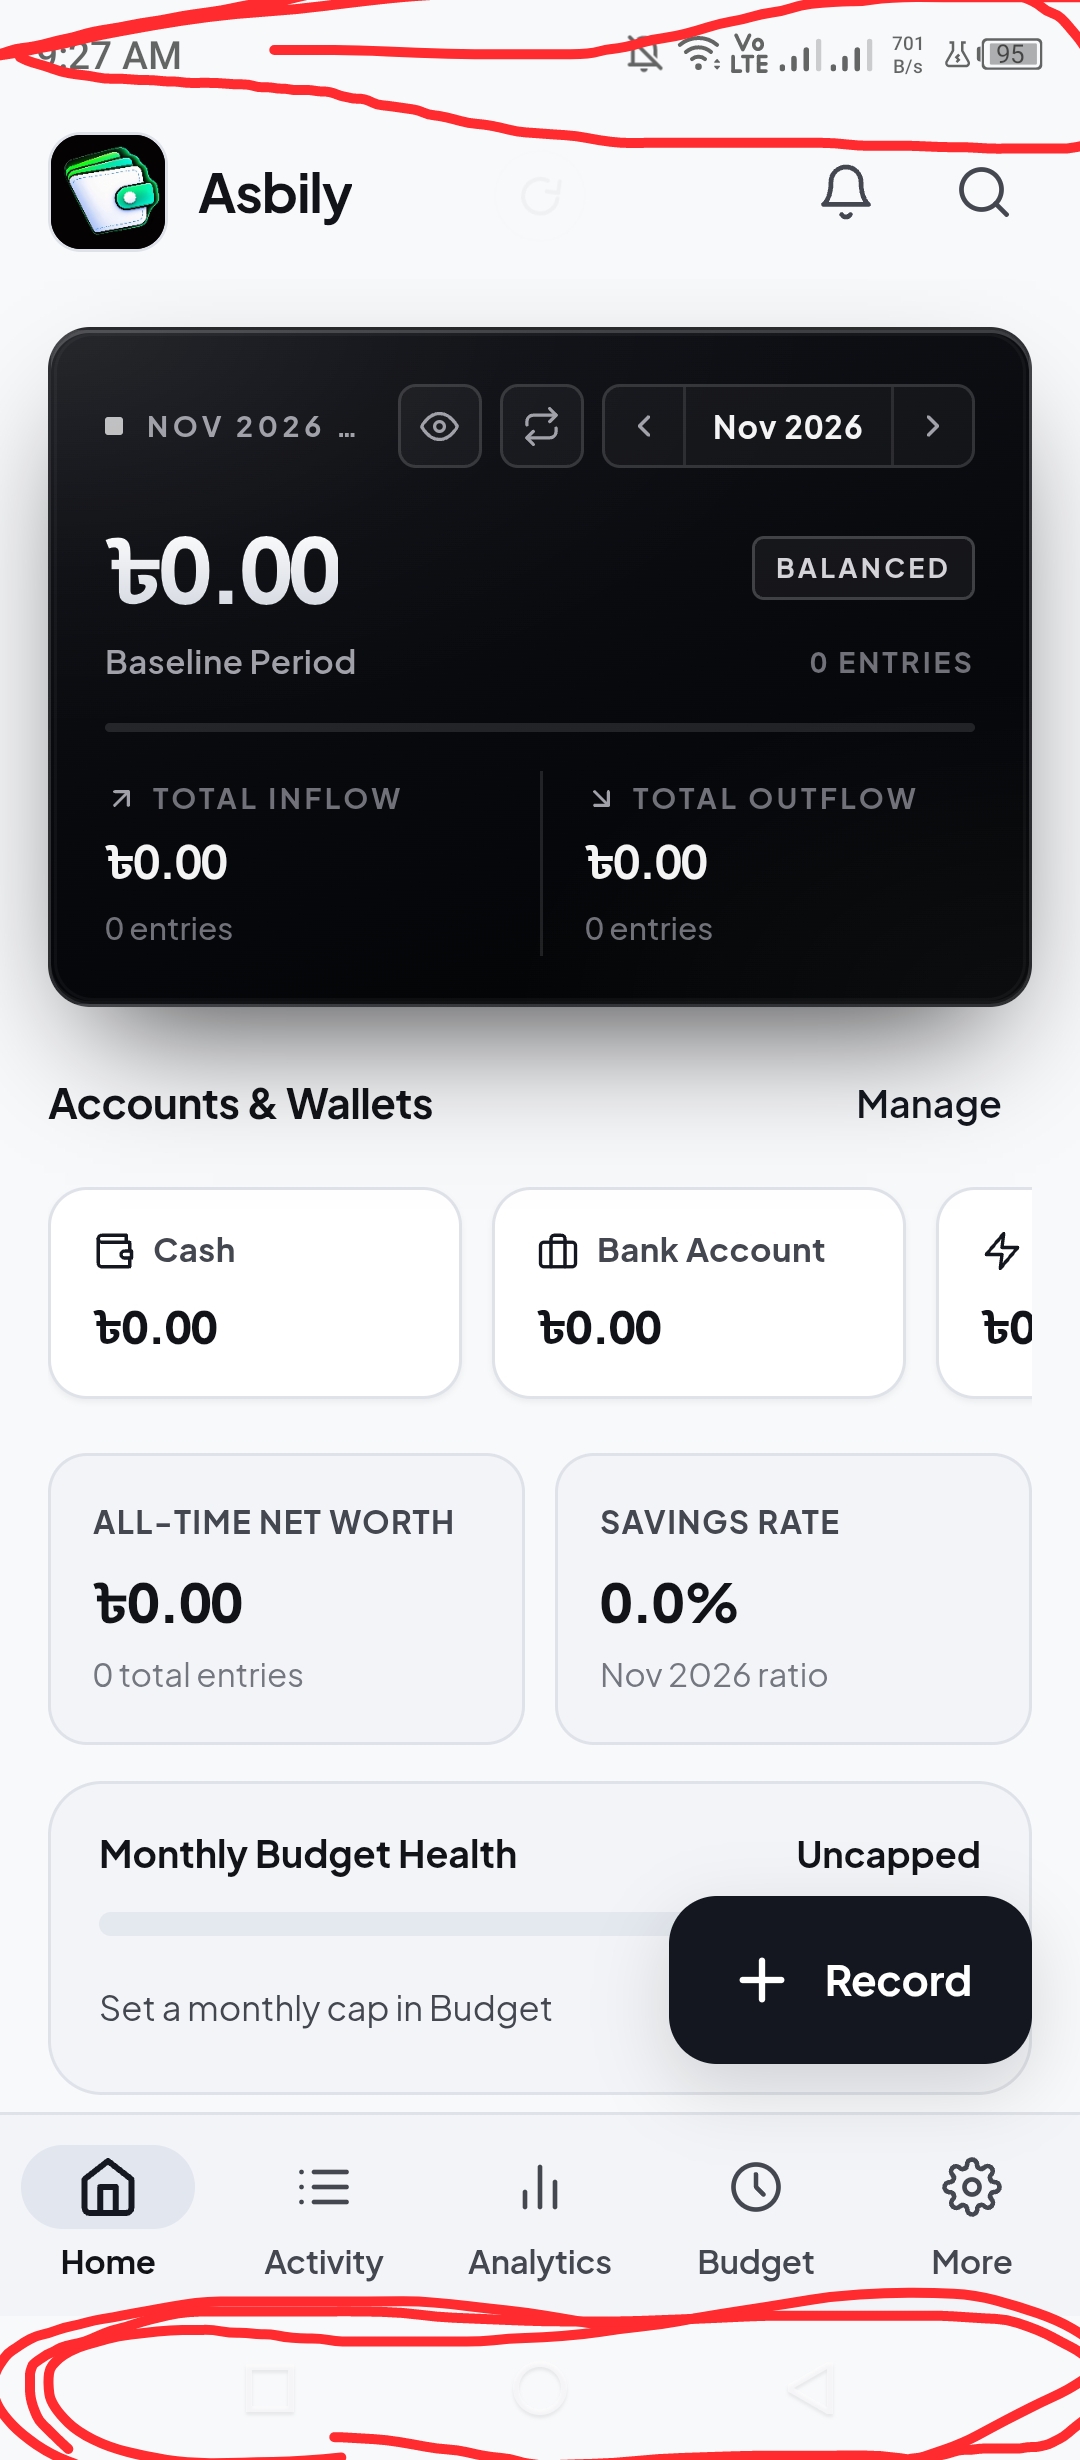 9:27 AM
Vo LTE
701 B/s
95
Asbily
NOV 2026 …
Nov 2026
৳0.00
BALANCED
Baseline Period
0 ENTRIES
TOTAL INFLOW
TOTAL OUTFLOW
৳0.00
৳0.00
0 entries
0 entries
Accounts & Wallets
Manage
Cash
Bank Account
৳0.00
৳0.00
৳0
ALL-TIME NET WORTH
SAVINGS RATE
৳0.00
0.0%
0 total entries
Nov 2026 ratio
Monthly Budget Health
Uncapped
Record
Set a monthly cap in Budget
Home
Activity
Analytics
Budget
More